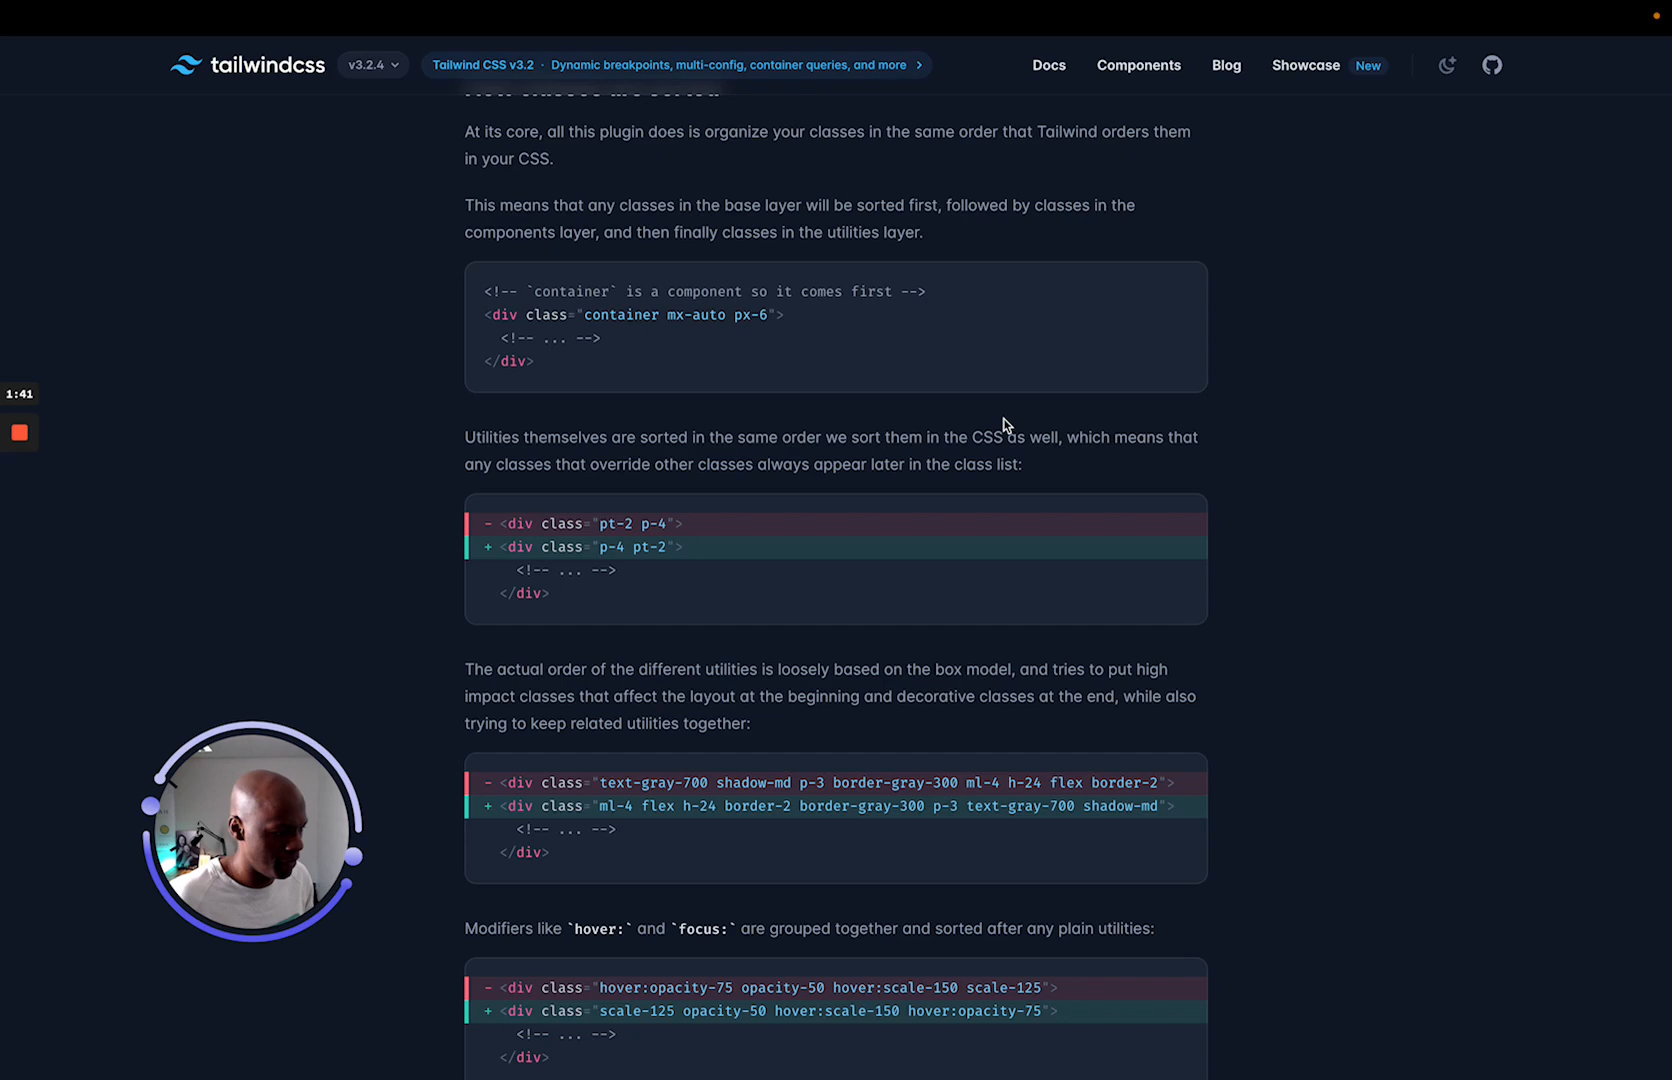 tailwindcss
v3.2.4
Tailwind CSS v3.2 · Dynamic breakpoints, multi-config, container queries, and more
Docs
Components
Blog
Showcase
New
At its core, all this plugin does is organize your classes in the same order that Tailwind orders them
in your CSS.
This means that any classes in the base layer will be sorted first, followed by classes in the
components layer, and then finally classes in the utilities layer.
<!-- `container` is a component so it comes first -->
<div class="container mx-auto px-6">
<!-- ... -->
</div>
1:41
Utilities themselves are sorted in the same order we sort them in the CSS as well, which means that
any classes that override other classes always appear later in the class list:
- <div class="pt-2 p-4">
+ <div class="p-4 pt-2">
<!-- ... -->
</div>
The actual order of the different utilities is loosely based on the box model, and tries to put high
impact classes that affect the layout at the beginning and decorative classes at the end, while also
trying to keep related utilities together:
- <div class="text-gray-700 shadow-md p-3 border-gray-300 ml-4 h-24 flex border-2">
+ <div class="ml-4 flex h-24 border-2 border-gray-300 p-3 text-gray-700 shadow-md">
<!-- ... -->
</div>
Modifiers like `hover:` and `focus:` are grouped together and sorted after any plain utilities:
- <div class="hover:opacity-75 opacity-50 hover:scale-150 scale-125">
+ <div class="scale-125 opacity-50 hover:scale-150 hover:opacity-75">
<!-- ... -->
</div>